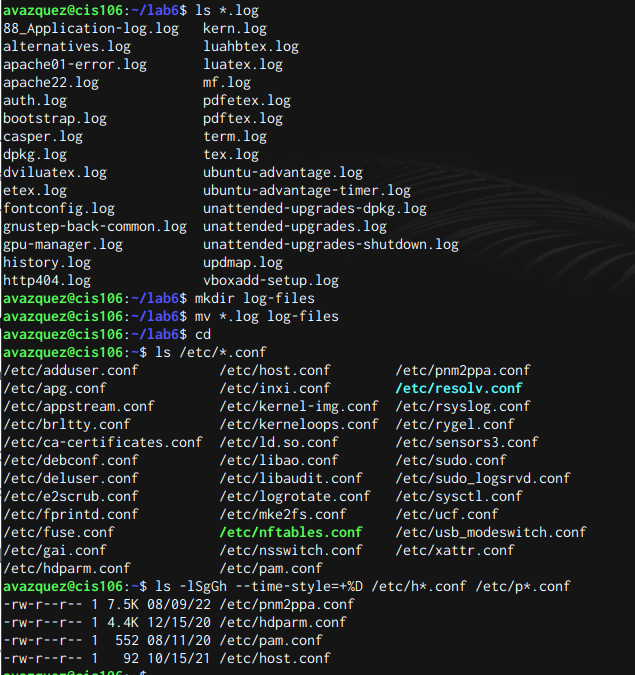 avazquez@cis106:~/lab6$ ls *.log
88_Application-log.log   kern.log
alternatives.log         luahbtex.log
apache01-error.log       luatex.log
apache22.log             mf.log
auth.log                 pdfetex.log
bootstrap.log            pdftex.log
casper.log               term.log
dpkg.log                 tex.log
dviluatex.log            ubuntu-advantage.log
etex.log                 ubuntu-advantage-timer.log
fontconfig.log           unattended-upgrades-dpkg.log
gnustep-back-common.log  unattended-upgrades.log
gpu-manager.log          unattended-upgrades-shutdown.log
history.log              updmap.log
http404.log              vboxadd-setup.log
avazquez@cis106:~/lab6$ mkdir log-files
avazquez@cis106:~/lab6$ mv *.log log-files
avazquez@cis106:~/lab6$ cd
avazquez@cis106:~$ ls /etc/*.conf
/etc/adduser.conf          /etc/host.conf        /etc/pnm2ppa.conf
/etc/apg.conf              /etc/inxi.conf        /etc/resolv.conf
/etc/appstream.conf        /etc/kernel-img.conf  /etc/rsyslog.conf
/etc/brltty.conf           /etc/kerneloops.conf  /etc/rygel.conf
/etc/ca-certificates.conf  /etc/ld.so.conf       /etc/sensors3.conf
/etc/debconf.conf          /etc/libao.conf       /etc/sudo.conf
/etc/deluser.conf          /etc/libaudit.conf    /etc/sudo_logsrvd.conf
/etc/e2scrub.conf          /etc/logrotate.conf   /etc/sysctl.conf
/etc/fprintd.conf          /etc/mke2fs.conf      /etc/ucf.conf
/etc/fuse.conf             /etc/nftables.conf    /etc/usb_modeswitch.conf
/etc/gai.conf              /etc/nsswitch.conf    /etc/xattr.conf
/etc/hdparm.conf           /etc/pam.conf
avazquez@cis106:~$ ls -lSgGh --time-style=+%D /etc/h*.conf /etc/p*.conf
-rw-r--r-- 1 7.5K 08/09/22 /etc/pnm2ppa.conf
-rw-r--r-- 1 4.4K 12/15/20 /etc/hdparm.conf
-rw-r--r-- 1  552 08/11/20 /etc/pam.conf
-rw-r--r-- 1   92 10/15/21 /etc/host.conf